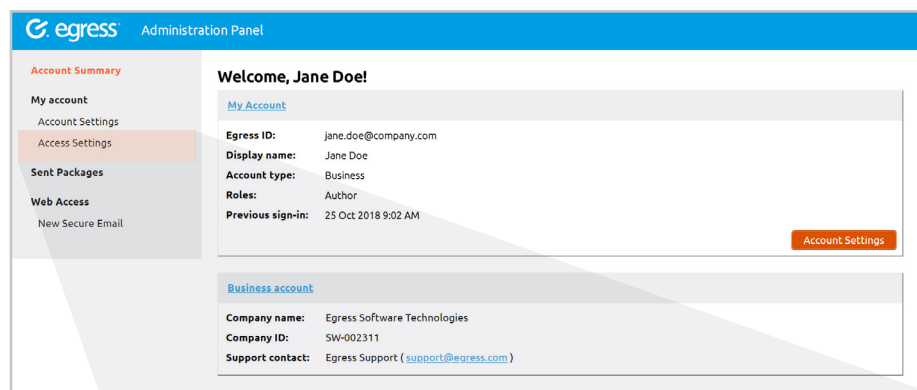 egress Administration Panel
Account Summary
My account
Account Settings
Access Settings
Sent Packages
Web Access
New Secure Email
Welcome, Jane Doe!
My Account
Egress ID: jane.doe@company.com
Display name: Jane Doe
Account type: Business
Roles: Author
Previous sign-in: 25 Oct 2018 9:02 AM
Account Settings
Business account
Company name: Egress Software Technologies
Company ID: SW-002311
Support contact: Egress Support ( support@egress.com )